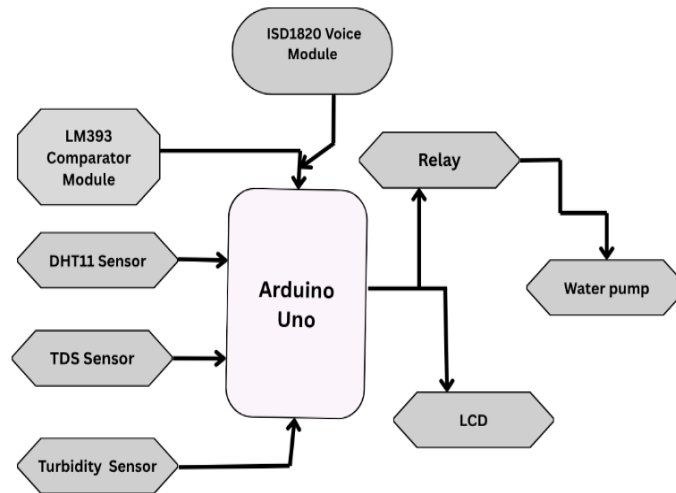 ISD1820 Voice
Module
LM393
Comparator
Module
Relay
DHT11 Sensor
Arduino
Uno
Water pump
TDS Sensor
LCD
Turbidity Sensor